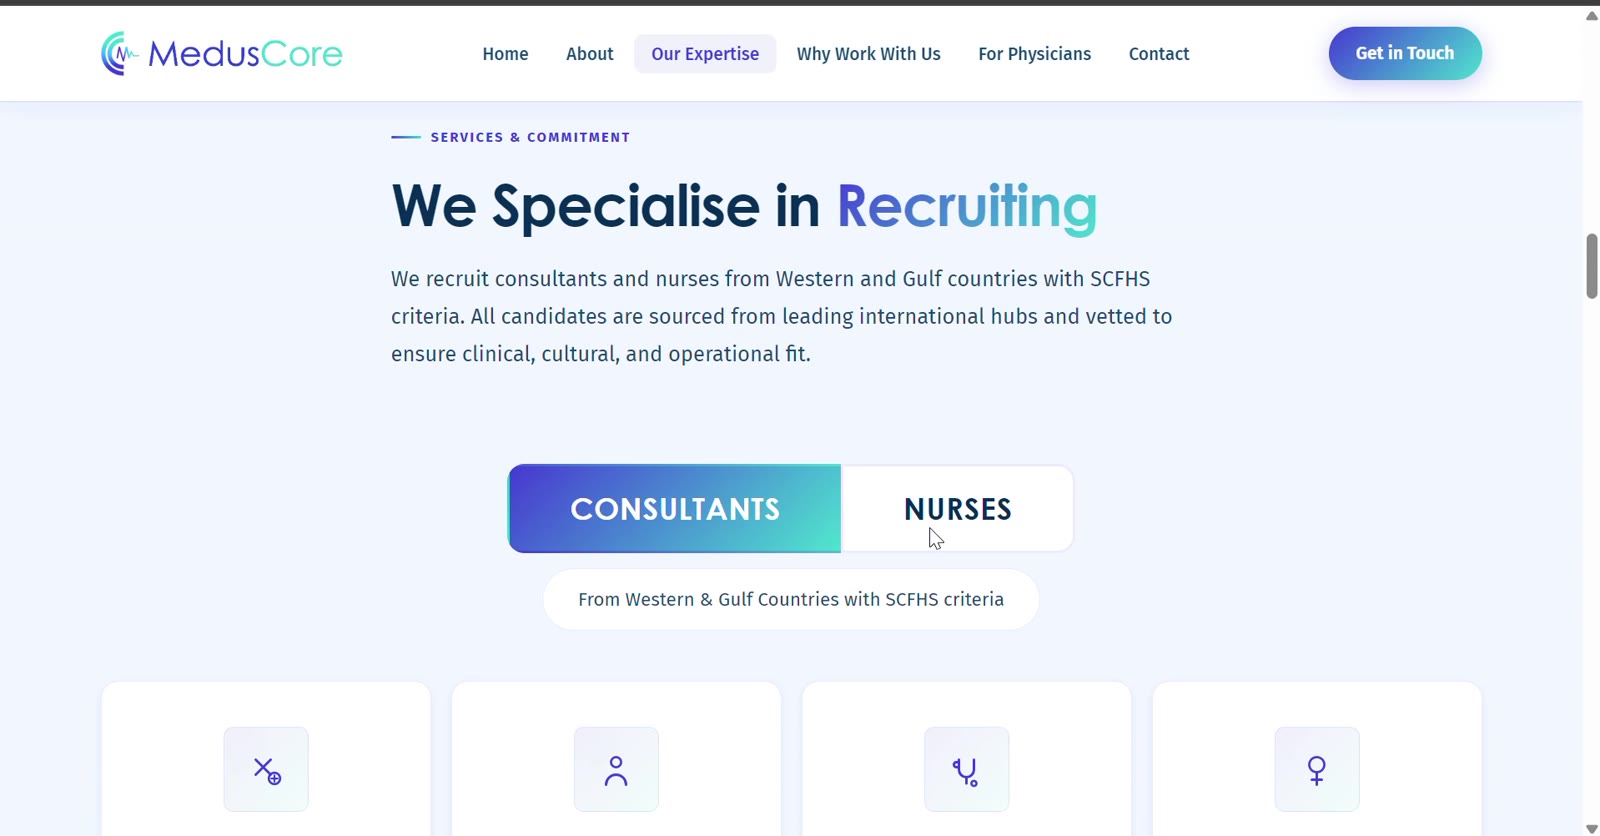 MedusCore
Home
About
Our Expertise
Why Work With Us
For Physicians
Contact
Get in Touch
SERVICES & COMMITMENT
We Specialise in Recruiting
We recruit consultants and nurses from Western and Gulf countries with SCFHS
criteria. All candidates are sourced from leading international hubs and vetted to
ensure clinical, cultural, and operational fit.
CONSULTANTS
NURSES
From Western & Gulf Countries with SCFHS criteria